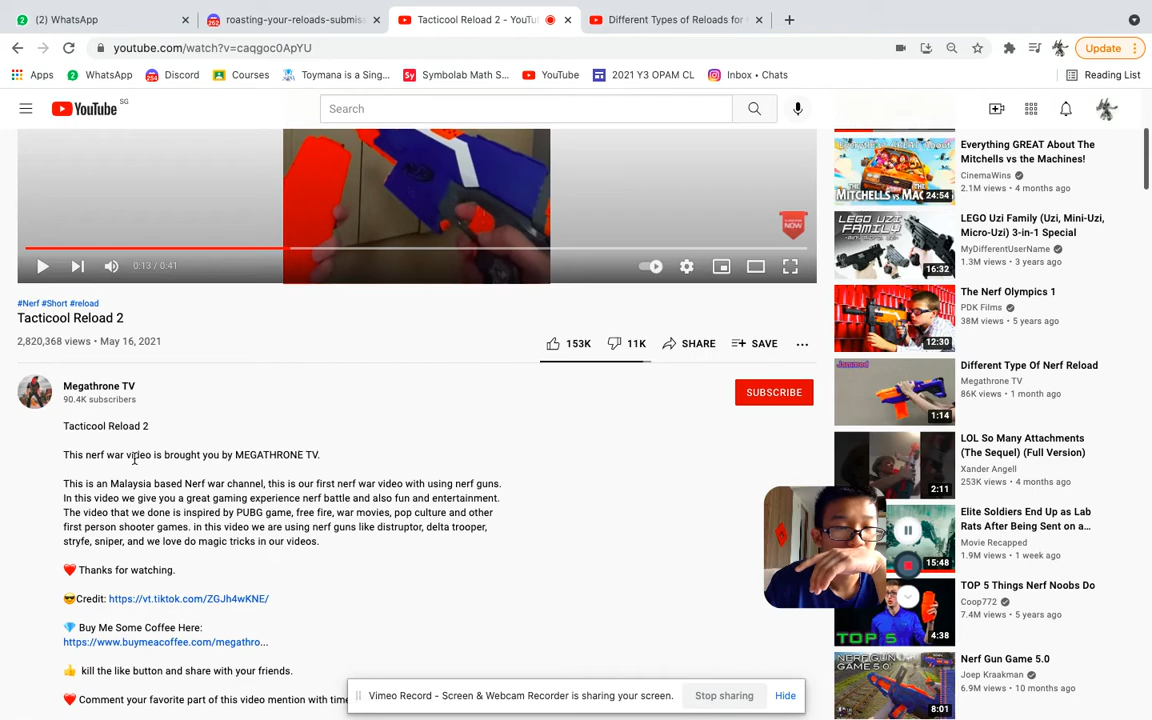 (2) WhatsApp
roasting-your-reloads-submiss
Tacticool Reload 2 - YouTu
Different Types of Reloads for
youtube.com/watch?v=caqgoc0ApYU
Update
Apps
WhatsApp
Discord
Courses
Toymana is a Sing...
Symbolab Math S...
YouTube
2021 Y3 OPAM CL
Inbox • Chats
Reading List
YouTube SG
Search
NERF
SUBSCRIBE NOW
0:13 / 0:41
#Nerf #Short #reload
Tacticool Reload 2
2,820,368 views • May 16, 2021
153K
11K
SHARE
SAVE
Megathrone TV
90.4K subscribers
SUBSCRIBE
Tacticool Reload 2
This nerf war video is brought you by MEGATHRONE TV.
This is an Malaysia based Nerf war channel, this is our first nerf war video with using nerf guns.
In this video we give you a great gaming experience nerf battle and also fun and entertainment.
The video that we done is inspired by PUBG game, free fire, war movies, pop culture and other
first person shooter games. in this video we are using nerf guns like distruptor, delta trooper,
stryfe, sniper, and we love do magic tricks in our videos.
❤️ Thanks for watching.
😎Credit: https://vt.tiktok.com/ZGJh4wKNE/
💎 Buy Me Some Coffee Here:
https://www.buymeacoffee.com/megathro...
👍 kill the like button and share with your friends.
❤️ Comment your favorite part of this video mention with time
Everything GREAT About The
Mitchells vs the Machines!
CinemaWins
2.1M views • 4 months ago
24:54
LEGO Uzi Family (Uzi, Mini-Uzi,
Micro-Uzi) 3-in-1 Special
MyDifferentUserName
1.3M views • 3 years ago
LEGO UZI
FAMILY
16:32
The Nerf Olympics 1
PDK Films
38M views • 5 years ago
12:30
Different Type Of Nerf Reload
Megathrone TV
86K views • 1 month ago
1:14
LOL So Many Attachments
(The Sequel) (Full Version)
Xander Angell
253K views • 4 months ago
2:11
Elite Soldiers End Up as Lab
Rats After Being Sent on a...
Movie Recapped
1.9M views • 1 week ago
15:48
TOP 5 Things Nerf Noobs Do
Coop772
7.4M views • 5 years ago
TOP 5
4:38
Nerf Gun Game 5.0
Joep Kraakman
6.9M views • 10 months ago
NERF GUN
GAME 5.0
8:01
Vimeo Record - Screen & Webcam Recorder is sharing your screen.
Stop sharing
Hide